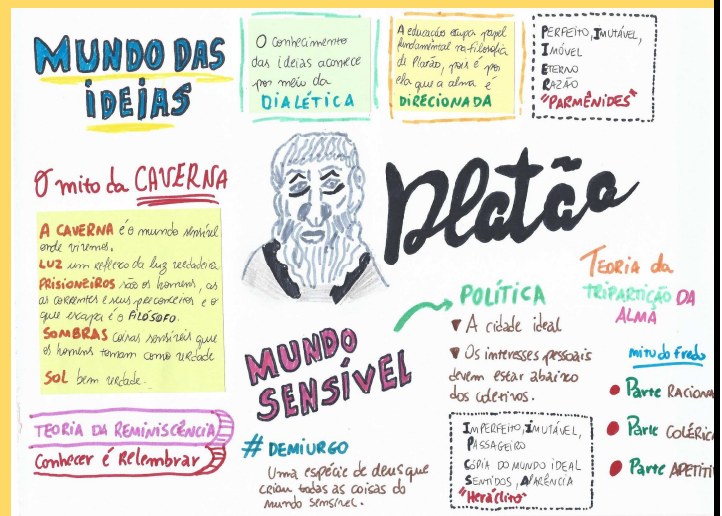 MUNDO DAS
IDEIAS
O conhecimento
das ideias acontece
por meio da
DIALÉTICA
A educação ocupa papel
fundamental na filosofia
de Platão, pois é por
ela que a alma é
DIRECIONADA
PERFEITO, IMUTÁVEL,
IMÓVEL
ETERNO
RAZÃO
"PARMÊNIDES"
O mito da CAVERNA
A CAVERNA é o mundo sensível
onde vivemos.
LUZ um reflexo da luz verdadeira
PRISIONEIROS são os homens, as
as correntes e seus preconceitos e o
que escapa é o FILÓSOFO.
SOMBRAS coisas sensíveis que
os homens tomam como verdade
SOL bem verdade.
TEORIA DA REMINISCÊNCIA
Conhecer é Relembrar
Platão
MUNDO
SENSÍVEL
# DEMIURGO
Uma espécie de deus que
criou todas as coisas do
mundo sensível.
POLÍTICA
A cidade ideal
Os interesses pessoais
devem estar abaixo
dos coletivos.
IMPERFEITO, IMUTÁVEL,
PASSAGEIRO
CÓPIA DO MUNDO IDEAL
SENTIDOS, APARÊNCIA
"Heráclito"
TEORIA da
TRIPARTIÇÃO DA
ALMA
mito do Fredo
Parte RACIONA
Parte COLÉRIC
Parte APETITI